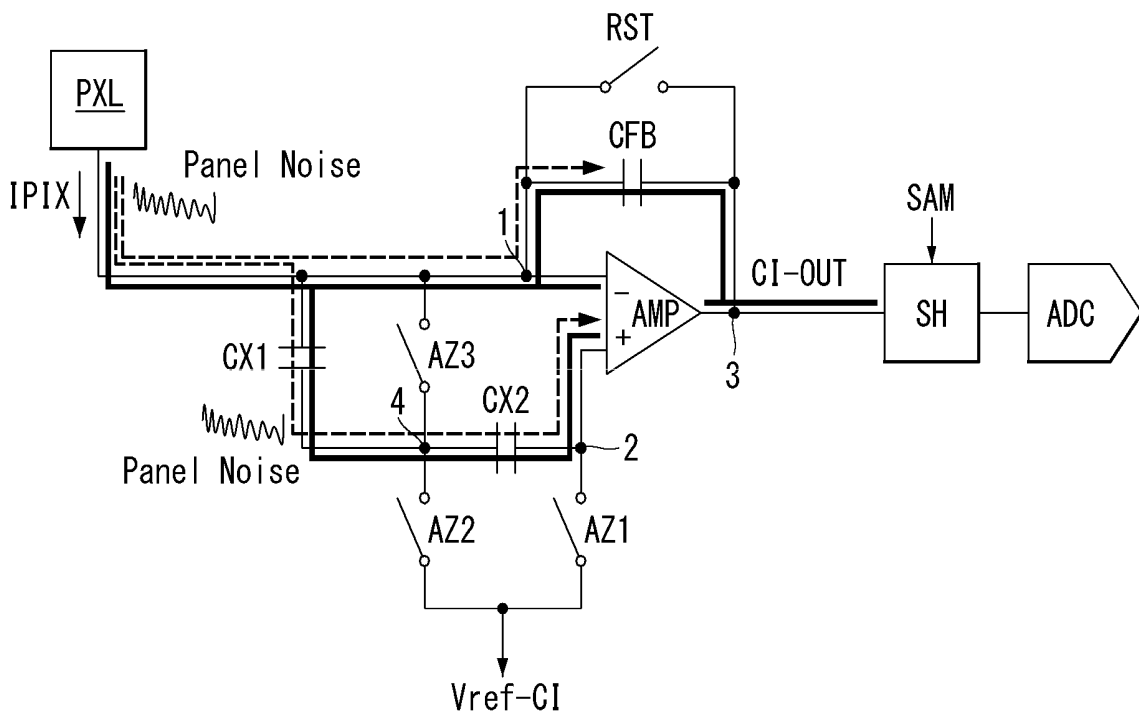 RST
PXL
CFB
Panel Noise
IPIX
SAM
1
CI-OUT
AMP
SH
ADC
CX1
AZ3
3
4
CX2
2
Panel Noise
AZ2
AZ1
Vref-CI